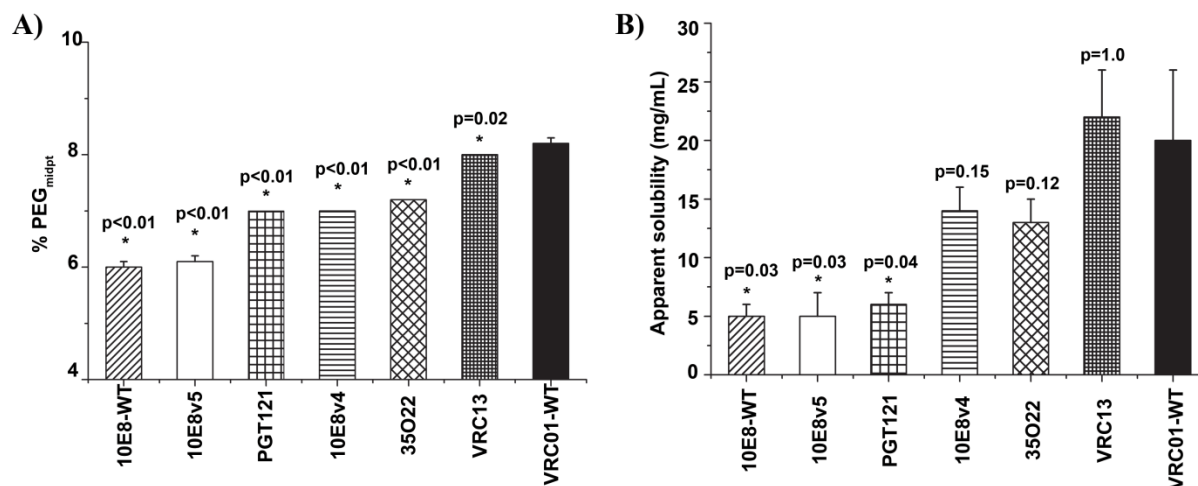 A)
10
8
6
4
% PEGmidpt
p<0.01
*
p<0.01
*
p<0.01
*
p<0.01
*
p<0.01
*
p=0.02
*
10E8-WT
10E8v5
PGT121
10E8v4
35O22
VRC13
VRC01-WT
B)
30
25
20
15
10
5
0
Apparent solubility (mg/mL)
p=0.03
*
p=0.03
*
p=0.04
*
p=0.15
p=0.12
p=1.0
10E8-WT
10E8v5
PGT121
10E8v4
35O22
VRC13
VRC01-WT